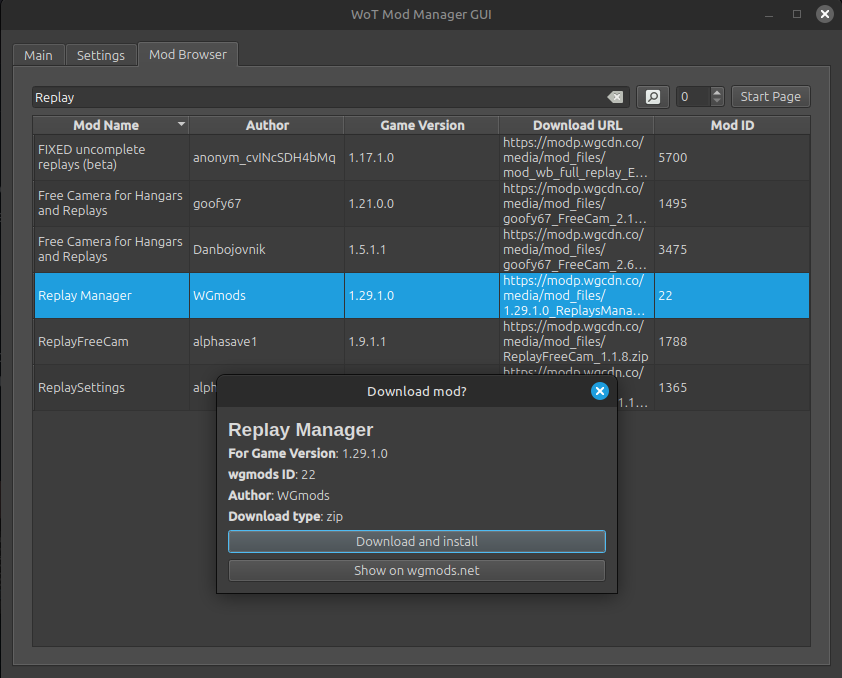 WoT Mod Manager GUI
Main
Settings
Mod Browser
Replay
0
Start Page
Mod Name
Author
Game Version
Download URL
Mod ID
FIXED uncomplete
replays (beta)
anonym_cvINcSDH4bMq
1.17.1.0
https://modp.wgcdn.co/
media/mod_files/
mod_wb_full_replay_E...
5700
Free Camera for Hangars
and Replays
goofy67
1.21.0.0
https://modp.wgcdn.co/
media/mod_files/
goofy67_FreeCam_2.1...
1495
Free Camera for Hangars
and Replays
Danbojovnik
1.5.1.1
https://modp.wgcdn.co/
media/mod_files/
goofy67_FreeCam_2.6...
3475
Replay Manager
WGmods
1.29.1.0
https://modp.wgcdn.co/
media/mod_files/
1.29.1.0_ReplaysMana...
22
ReplayFreeCam
alphasave1
1.9.1.1
https://modp.wgcdn.co/
media/mod_files/
ReplayFreeCam_1.1.8.zip
1788
ReplaySettings
alph
1.1...
1365
Download mod?
Replay Manager
For Game Version: 1.29.1.0
wgmods ID: 22
Author: WGmods
Download type: zip
Download and install
Show on wgmods.net